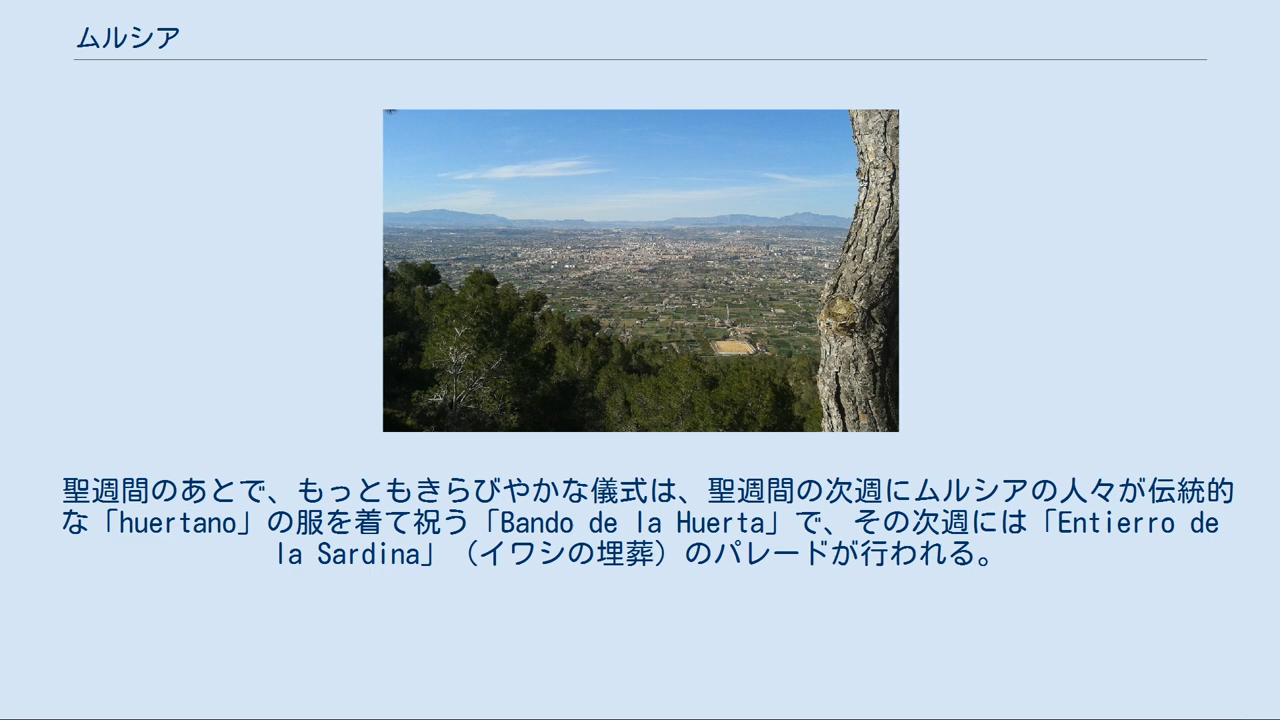 ムルシア
聖週間のあとで、もっともきらびやかな儀式は、聖週間の次週にムルシアの人々が伝統的
な「huertano」の服を着て祝う「Bando de la Huerta」で、その次週には「Entierro de
la Sardina」（イワシの埋葬）のパレードが行われる。